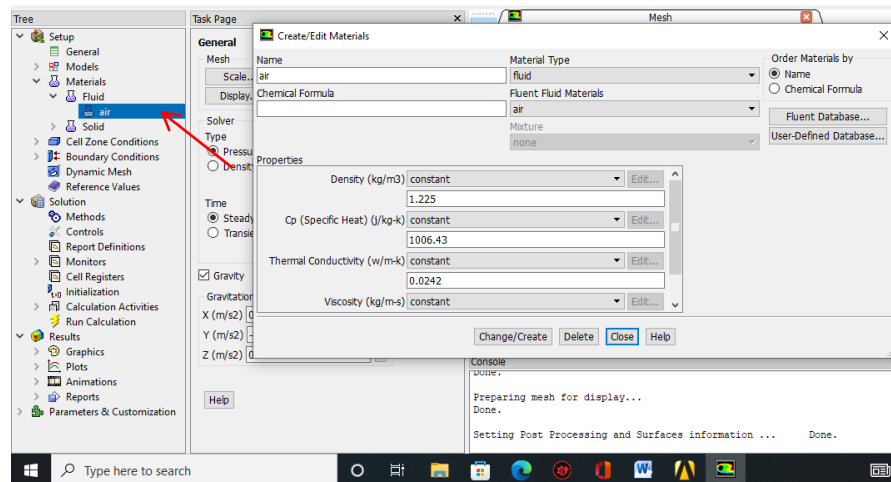 Tree
Setup
General
Models
Materials
Fluid
air
Solid
Cell Zone Conditions
Boundary Conditions
Dynamic Mesh
Reference Values
Solution
Methods
Controls
Report Definitions
Monitors
Cell Registers
Initialization
Calculation Activities
Run Calculation
Results
Graphics
Plots
Animations
Reports
Parameters & Customization
Task Page
General
Mesh
Scale..
Display.
Solver
Type
Pressu
Densit
Time
Steady
Transie
Gravity
Gravitation
X (m/s2) 0
Y (m/s2) -
Z (m/s2) 0
Help
Mesh
Create/Edit Materials
Name
air
Chemical Formula
Material Type
fluid
Fluent Fluid Materials
air
Mixture
none
Order Materials by
Name
Chemical Formula
Fluent Database...
User-Defined Database...
Properties
Density (kg/m3) constant Edit...
1.225
Cp (Specific Heat) (j/kg-k) constant Edit...
1006.43
Thermal Conductivity (w/m-k) constant Edit...
0.0242
Viscosity (kg/m-s) constant Edit...
Change/Create Delete Close Help
Console
Done.
Preparing mesh for display...
Done.
Setting Post Processing and Surfaces information ... Done.
Type here to search